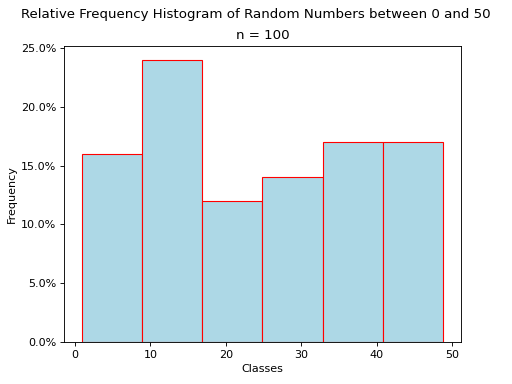 Relative Frequency Histogram of Random Numbers between 0 and 50
n = 100
25.0%
20.0%
15.0%
10.0%
5.0%
0.0%
Frequency
0 10 20 30 40 50
Classes